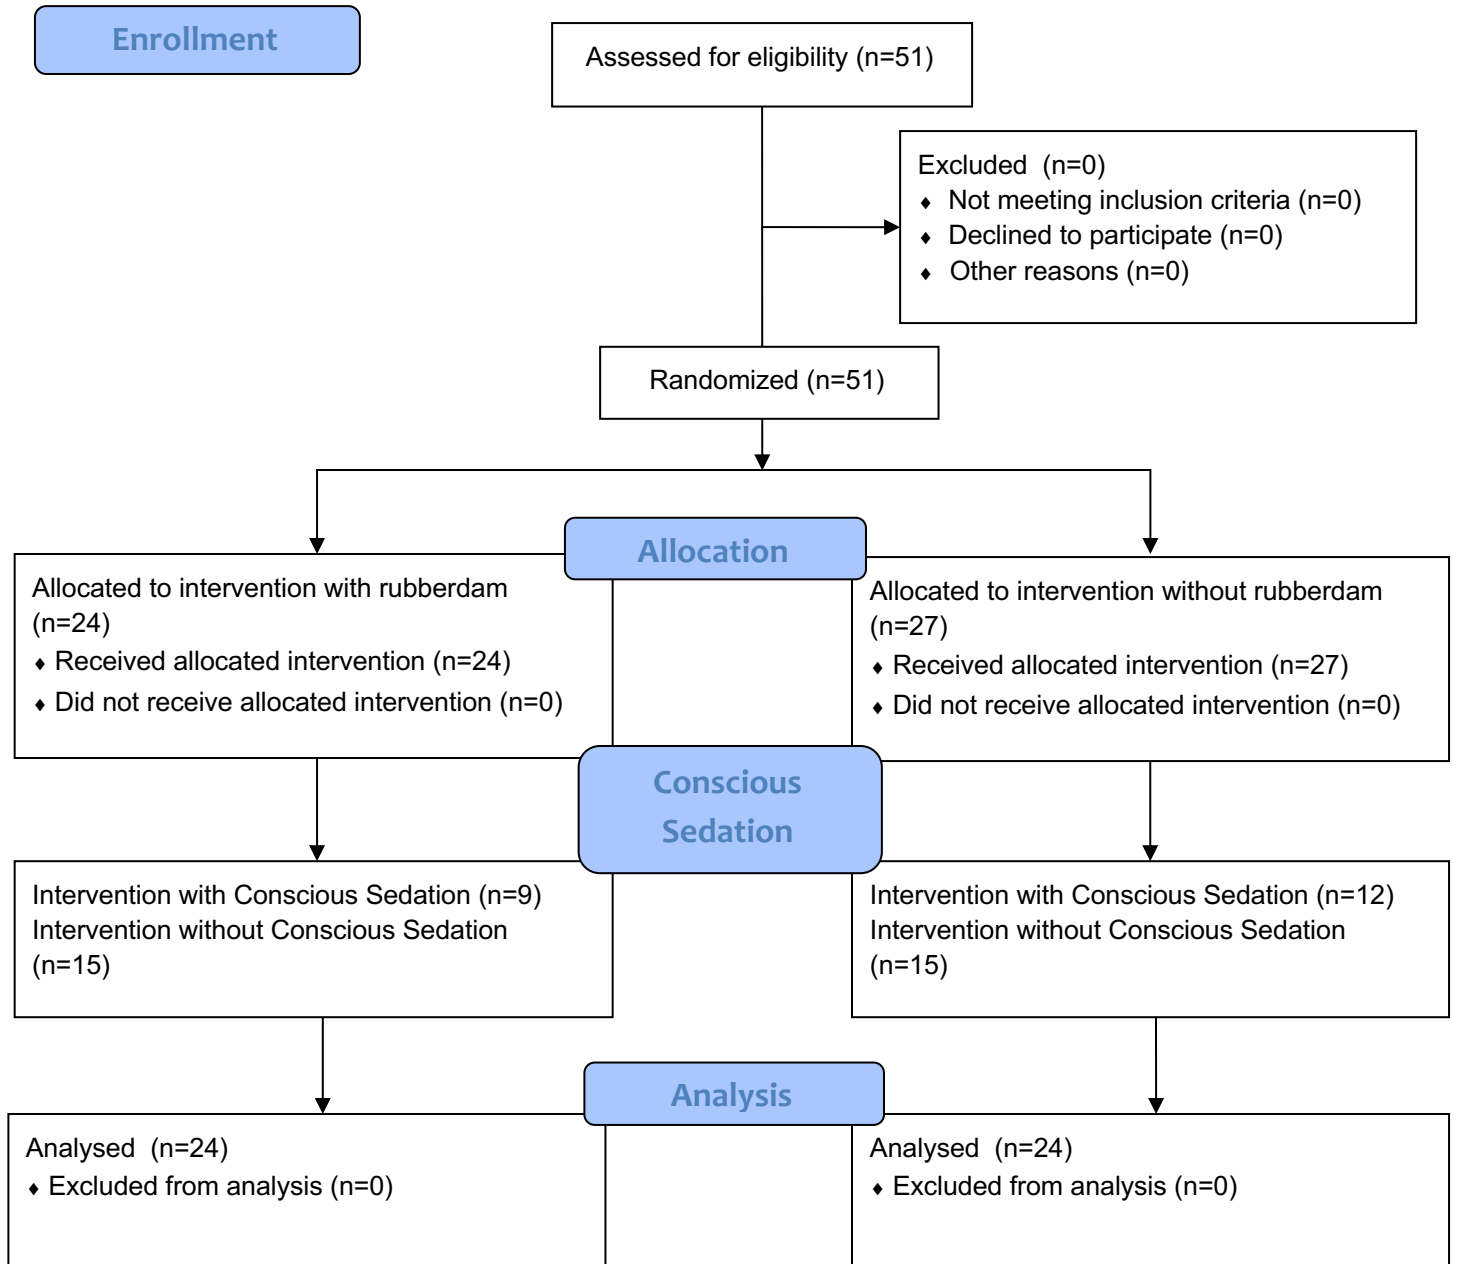 Enrollment
Assessed for eligibility (n=51)
Excluded (n=0)
♦ Not meeting inclusion criteria (n=0)
♦ Declined to participate (n=0)
♦ Other reasons (n=0)
Randomized (n=51)
Allocation
Allocated to intervention with rubberdam
(n=24)
♦ Received allocated intervention (n=24)
♦ Did not receive allocated intervention (n=0)
Allocated to intervention without rubberdam
(n=27)
♦ Received allocated intervention (n=27)
♦ Did not receive allocated intervention (n=0)
Conscious
Sedation
Intervention with Conscious Sedation (n=9)
Intervention without Conscious Sedation
(n=15)
Intervention with Conscious Sedation (n=12)
Intervention without Conscious Sedation
(n=15)
Analysis
Analysed (n=24)
♦ Excluded from analysis (n=0)
Analysed (n=24)
♦ Excluded from analysis (n=0)